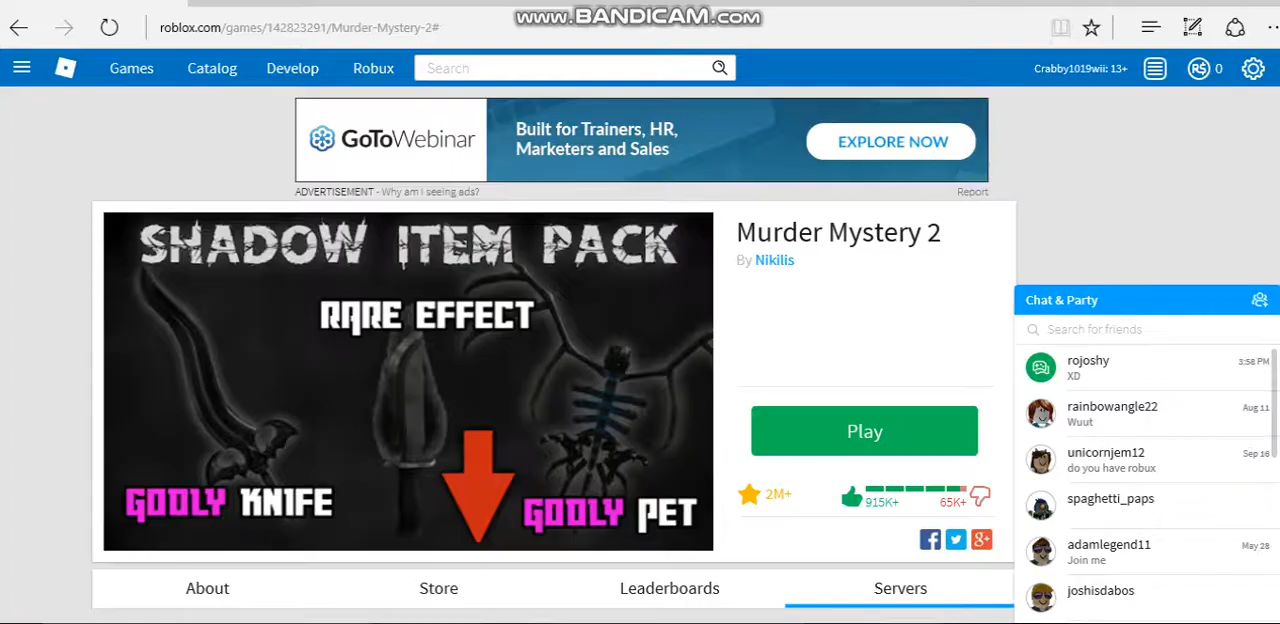 www.BANDICAM.com
roblox.com/games/142823291/Murder-Mystery-2#
Games Catalog Develop Robux Search Crabby1019wii: 13+ R$ 0
GoToWebinar
Built for Trainers, HR,
Marketers and Sales
EXPLORE NOW
ADVERTISEMENT - Why am I seeing ads? Report
SHADOW ITEM PACK
RARE EFFECT
GODLY KNIFE
GODLY PET
Murder Mystery 2
By Nikilis
Play
2M+ 915K+ 65K+
About Store Leaderboards Servers
Chat & Party
Search for friends
rojoshy 3:58 PM
XD
rainbowangle22 Aug 11
Wuut
unicornjem12 Sep 16
do you have robux
spaghetti_paps
adamlegend11 May 28
Join me
joshisdabos